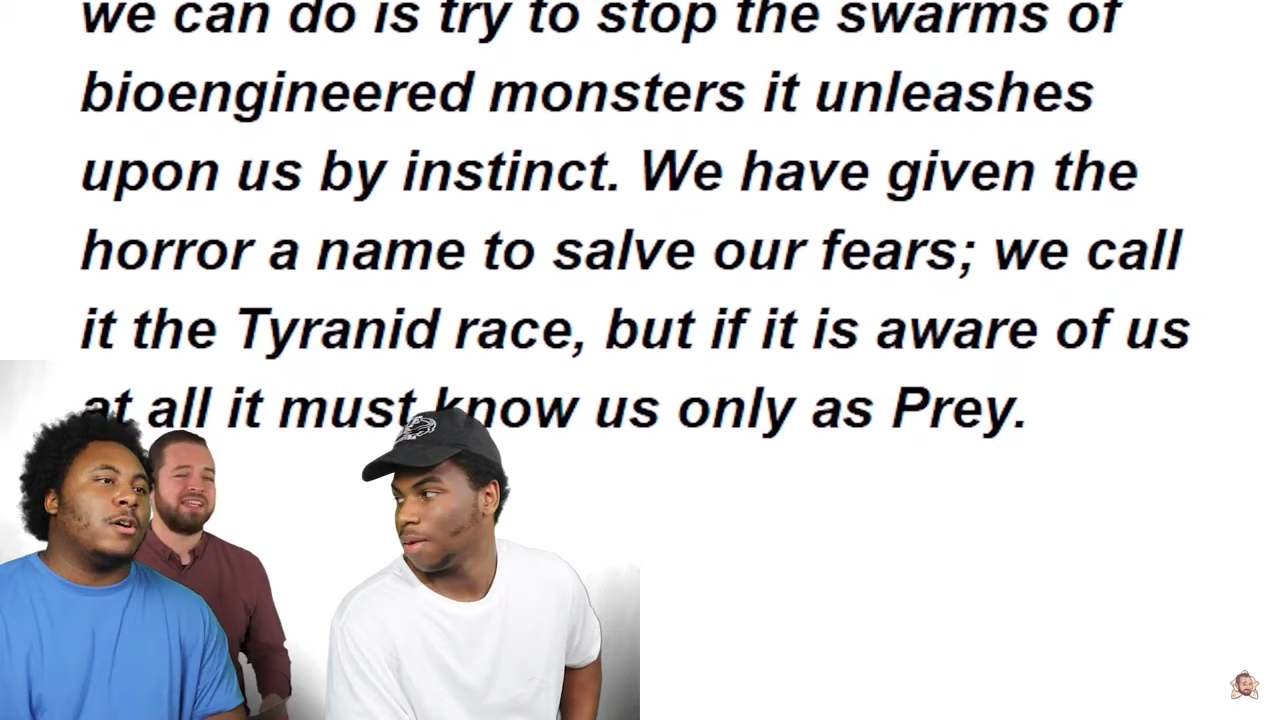 we can do is try to stop the swarms of
bioengineered monsters it unleashes
upon us by instinct. We have given the
horror a name to salve our fears; we call
it the Tyranid race, but if it is aware of us
at all it must know us only as Prey.